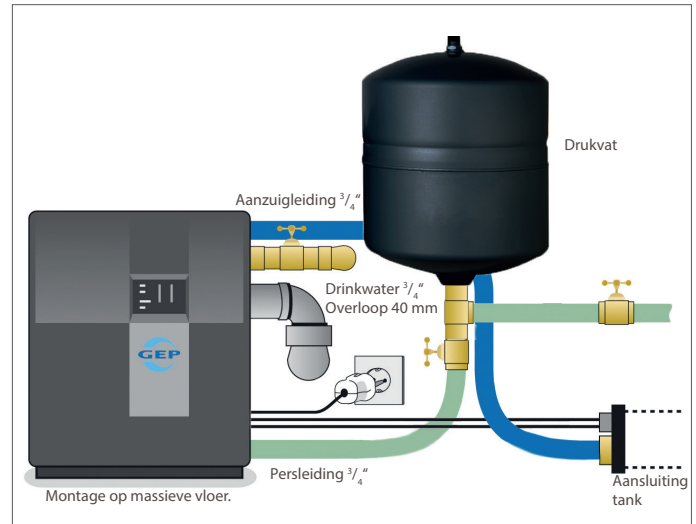 Drukvat
Aanzuigleiding 3/4"
Drinkwater 3/4"
Overloop 40 mm
GEP
Persleiding 3/4"
Montage op massieve vloer.
Aansluiting
tank